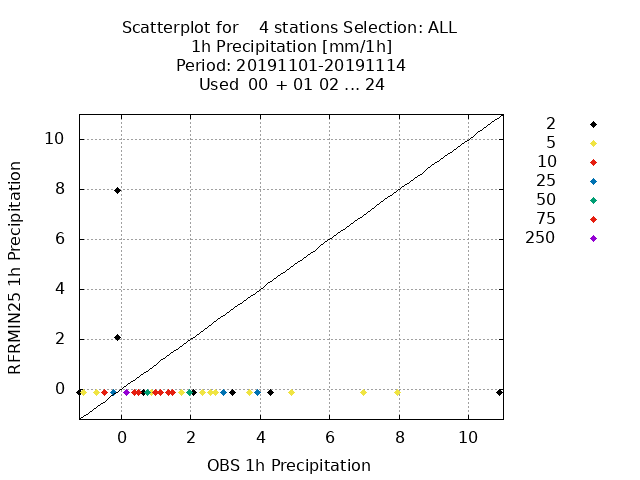 Scatterplot for    4 stations Selection: ALL
1h Precipitation [mm/1h]
Period: 20191101-20191114
Used  00 + 01 02 ... 24
2
5
10
25
50
75
250
10
8
6
4
2
0
RFRMIN25 1h Precipitation
0 2 4 6 8 10
OBS 1h Precipitation